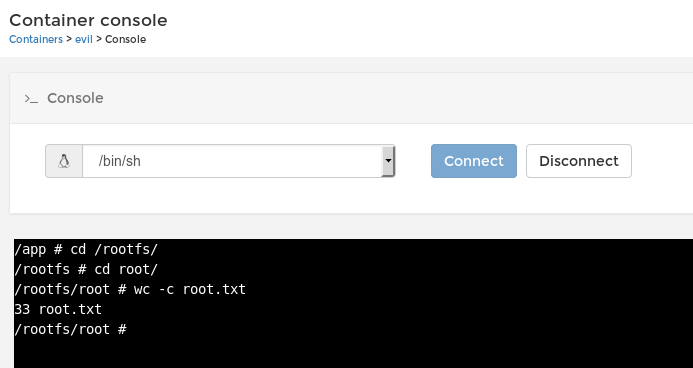 Container console
Containers > evil > Console
>_ Console
/bin/sh
Connect
Disconnect
/app # cd /rootfs/
/rootfs # cd root/
/rootfs/root # wc -c root.txt
33 root.txt
/rootfs/root #